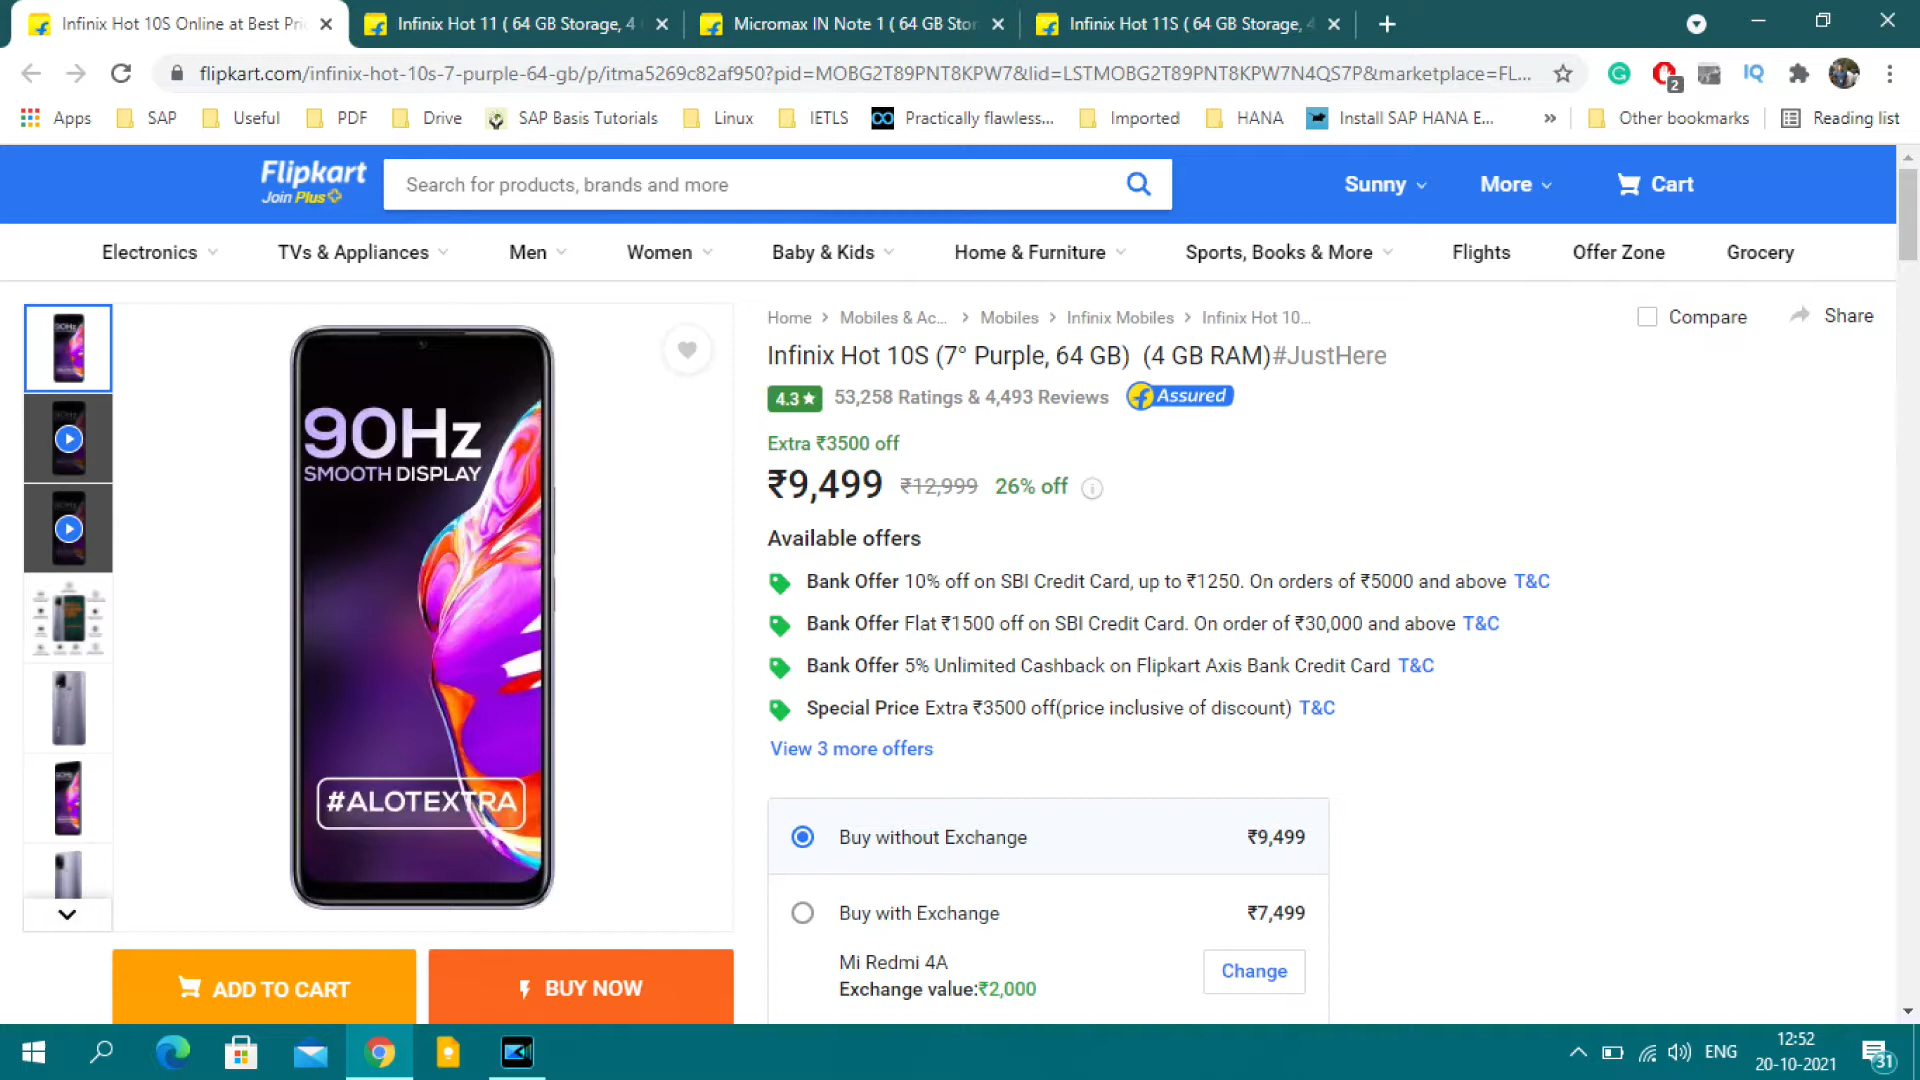 Infinix Hot 10S Online at Best Pric
Infinix Hot 11 ( 64 GB Storage, 4
Micromax IN Note 1 ( 64 GB Stor
Infinix Hot 11S ( 64 GB Storage, 4
flipkart.com/infinix-hot-10s-7-purple-64-gb/p/itma5269c82af950?pid=MOBG2T89PNT8KPW7&lid=LSTMOBG2T89PNT8KPW7N4QS7P&marketplace=FL...
2
IQ
Apps
SAP
Useful
PDF
Drive
SAP Basis Tutorials
Linux
IETLS
Practically flawless...
Imported
HANA
Install SAP HANA E...
»
Other bookmarks
Reading list
Flipkart
Join Plus
Search for products, brands and more
Sunny
More
Cart
Electronics
TVs & Appliances
Men
Women
Baby & Kids
Home & Furniture
Sports, Books & More
Flights
Offer Zone
Grocery
Home > Mobiles & Ac... > Mobiles > Infinix Mobiles > Infinix Hot 10...
Compare
Share
Infinix Hot 10S (7° Purple, 64 GB) (4 GB RAM)#JustHere
4.3★ 53,258 Ratings & 4,493 Reviews Assured
Extra ₹3500 off
₹9,499 ₹12,999 26% off
Available offers
Bank Offer 10% off on SBI Credit Card, up to ₹1250. On orders of ₹5000 and above T&C
Bank Offer Flat ₹1500 off on SBI Credit Card. On order of ₹30,000 and above T&C
Bank Offer 5% Unlimited Cashback on Flipkart Axis Bank Credit Card T&C
Special Price Extra ₹3500 off(price inclusive of discount) T&C
View 3 more offers
Buy without Exchange ₹9,499
Buy with Exchange ₹7,499
Mi Redmi 4A
Exchange value:₹2,000
Change
90Hz
SMOOTH DISPLAY
#ALOTEXTRA
ADD TO CART
BUY NOW
ENG
12:52
20-10-2021
31